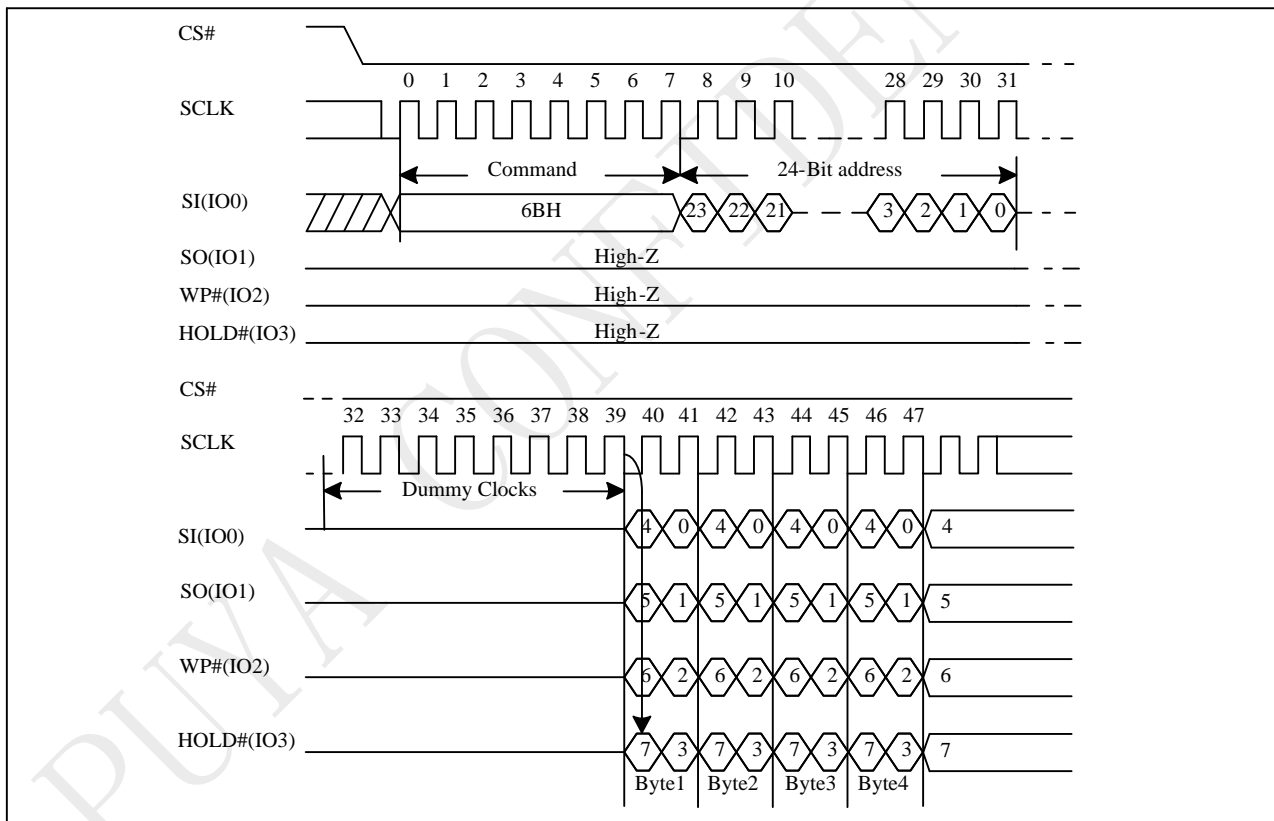 CS#
0 1 2 3 4 5 6 7 8 9 10 28 29 30 31
SCLK
Command 24-Bit address
SI(IO0) 6BH 23 22 21 3 2 1 0
SO(IO1) High-Z
WP#(IO2) High-Z
HOLD#(IO3) High-Z
CS#
32 33 34 35 36 37 38 39 40 41 42 43 44 45 46 47
SCLK
Dummy Clocks
SI(IO0) 4 0 4 0 4 0 4 0 4
SO(IO1) 5 1 5 1 5 1 5 1 5
WP#(IO2) 6 2 6 2 6 2 6 2 6
HOLD#(IO3) 7 3 7 3 7 3 7 3 7
Byte1 Byte2 Byte3 Byte4
PUYA CONFIDE